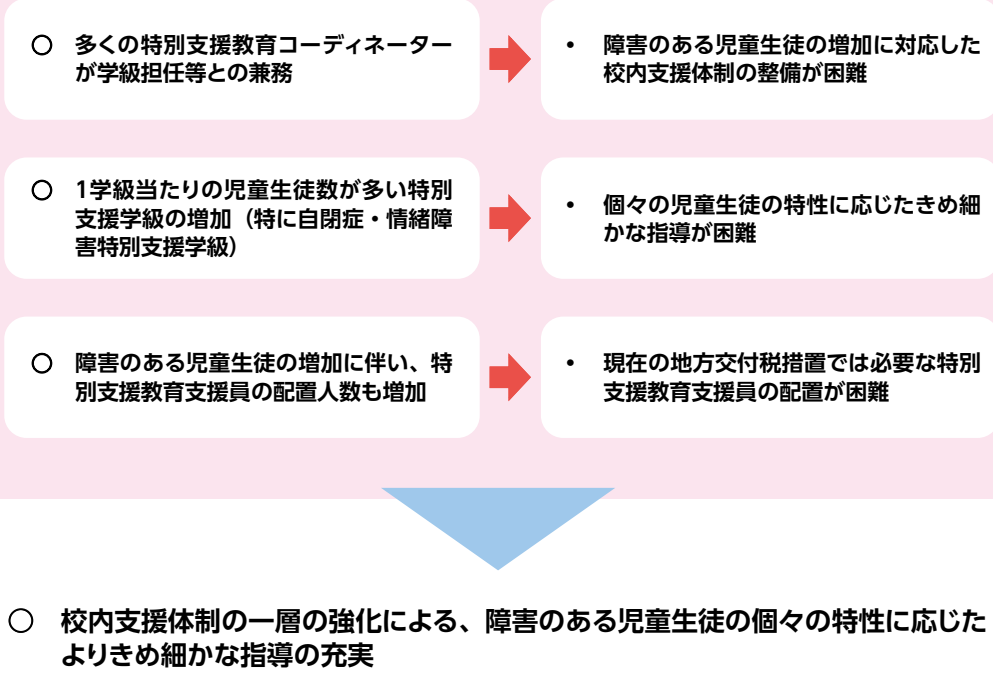 ○ 多くの特別支援教育コーディネーター
が学級担任等との兼務
• 障害のある児童生徒の増加に対応した
校内支援体制の整備が困難
○ 1学級当たりの児童生徒数が多い特別
支援学級の増加（特に自閉症・情緒障
害特別支援学級）
• 個々の児童生徒の特性に応じたきめ細
かな指導が困難
○ 障害のある児童生徒の増加に伴い、特
別支援教育支援員の配置人数も増加
• 現在の地方交付税措置では必要な特別
支援教育支援員の配置が困難
○ 校内支援体制の一層の強化による、障害のある児童生徒の個々の特性に応じた
よりきめ細かな指導の充実